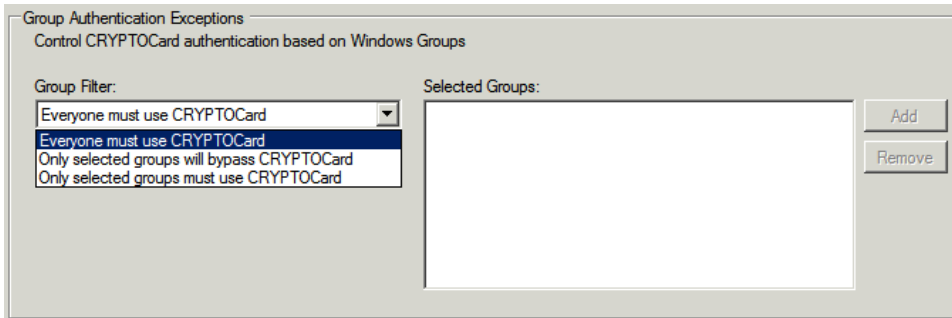 Group Authentication Exceptions
Control CRYPTOCard authentication based on Windows Groups
Group Filter:
Selected Groups:
Everyone must use CRYPTOCard
Add
Everyone must use CRYPTOCard
Only selected groups will bypass CRYPTOCard
Remove
Only selected groups must use CRYPTOCard